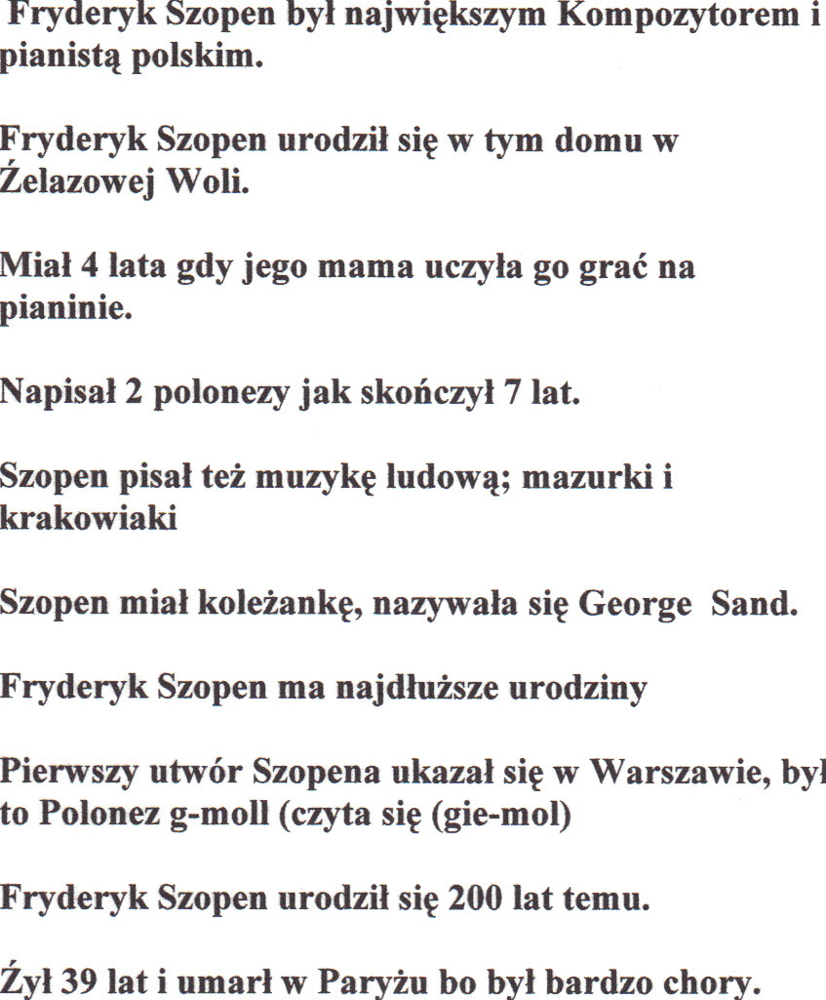 Fryderyk Szopen był największym Kompozytorem i
pianistą polskim.
Fryderyk Szopen urodził się w tym domu w
Źelazowej Woli.
Miał 4 lata gdy jego mama uczyła go grać na
pianinie.
Napisał 2 polonezy jak skończył 7 lat.
Szopen pisał też muzykę ludową; mazurki i
krakowiaki
Szopen miał koleżankę, nazywała się George Sand.
Fryderyk Szopen ma najdłuższe urodziny
Pierwszy utwór Szopena ukazał się w Warszawie, był
to Polonez g-moll (czyta się (gie-mol)
Fryderyk Szopen urodził się 200 lat temu.
Źył 39 lat i umarł w Paryżu bo był bardzo chory.